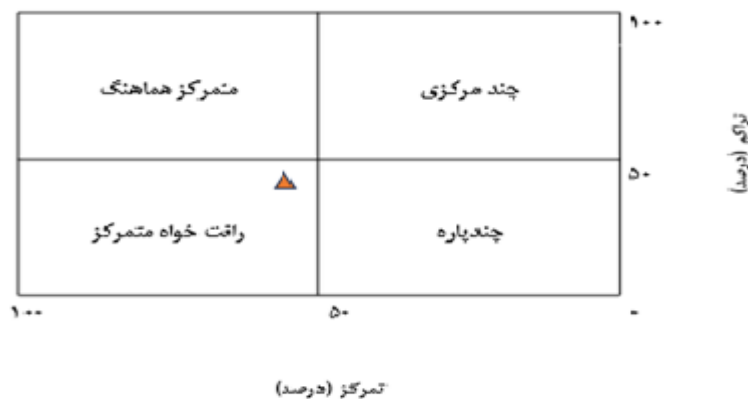 ۱۰۰
چند مرکزی
متمرکز هماهنگ
تراکم (درصد)
۵۰
چندپاره
راقت خواه متمرکز
۰
۵۰
۱۰۰
تمرکز (درصد)